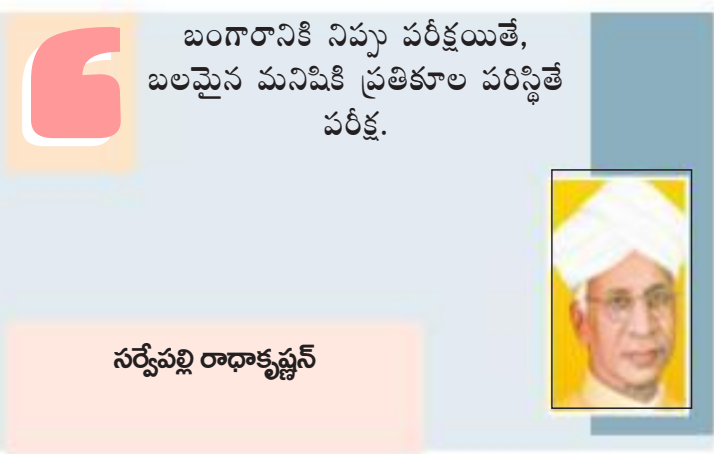 బంగారానికి నిప్పు పరీక్షయితే,
బలమైన మనిషికి ప్రతికూల పరిస్థితే
పరీక్ష.
సర్వేపల్లి రాధాకృష్ణన్